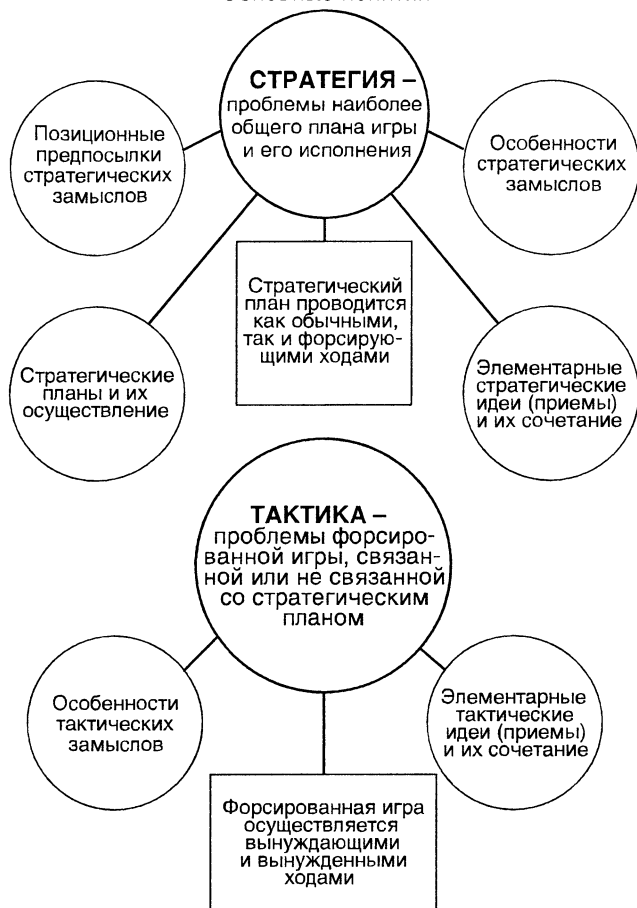 СТРАТЕГИЯ –
проблемы наиболее
общего плана игры
и его исполнения
Позиционные
предпосылки
стратегических
замыслов
Особенности
стратегических
замыслов
Стратегический
план проводится
как обычными,
так и форсирую-
щими ходами
Стратегические
планы и их
осуществление
Элементарные
стратегические
идеи (приемы)
и их сочетание
ТАКТИКА –
проблемы форсиро-
ванной игры, связан-
ной или не связанной
со стратегическим
планом
Особенности
тактических
замыслов
Элементарные
тактические
идеи (приемы)
и их сочетание
Форсированная игра
осуществляется
вынуждающими
и вынужденными
ходами